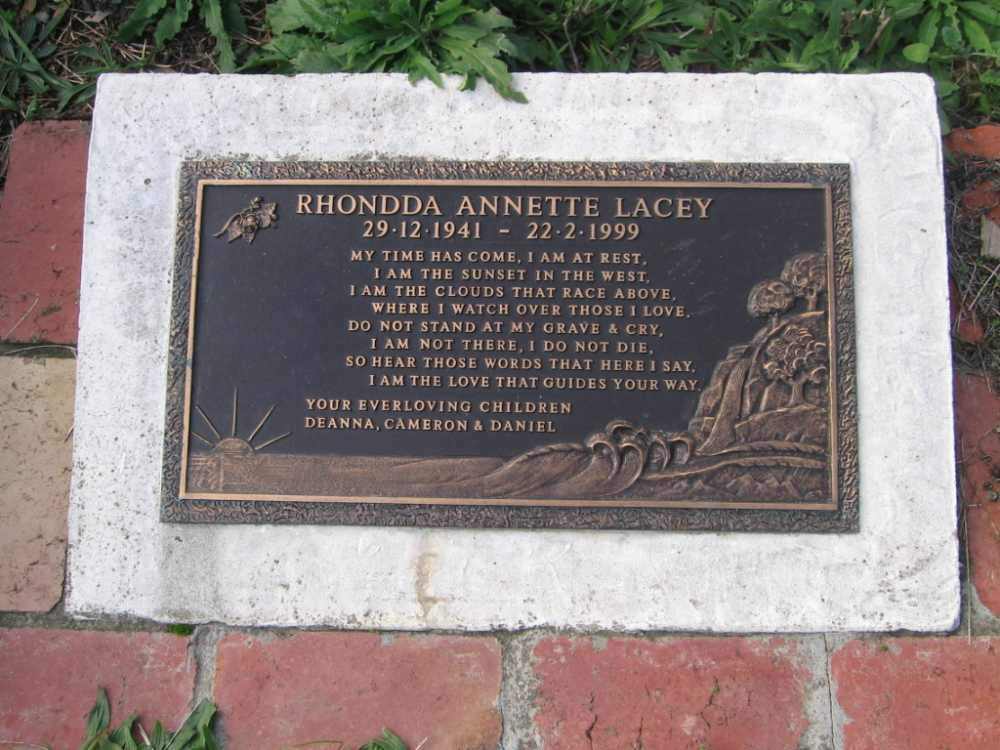 RHONDDA ANNETTE LACEY
29·12·1941 - 22·2·1999
MY TIME HAS COME, I AM AT REST,
I AM THE SUNSET IN THE WEST,
I AM THE CLOUDS THAT RACE ABOVE,
WHERE I WATCH OVER THOSE I LOVE.
DO NOT STAND AT MY GRAVE & CRY,
I AM NOT THERE, I DO NOT DIE,
SO HEAR THOSE WORDS THAT HERE I SAY,
I AM THE LOVE THAT GUIDES YOUR WAY.
YOUR EVERLOVING CHILDREN
DEANNA, CAMERON & DANIEL